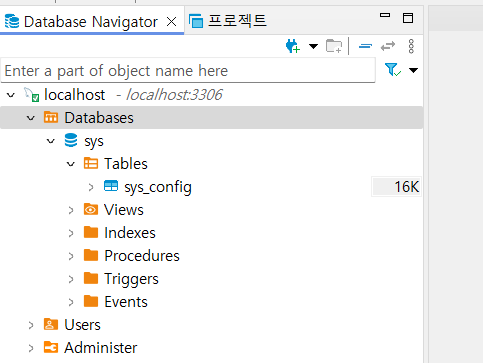 Database Navigator 프로젝트
Enter a part of object name here
localhost - localhost:3306
Databases
sys
Tables
sys_config 16K
Views
Indexes
Procedures
Triggers
Events
Users
Administer